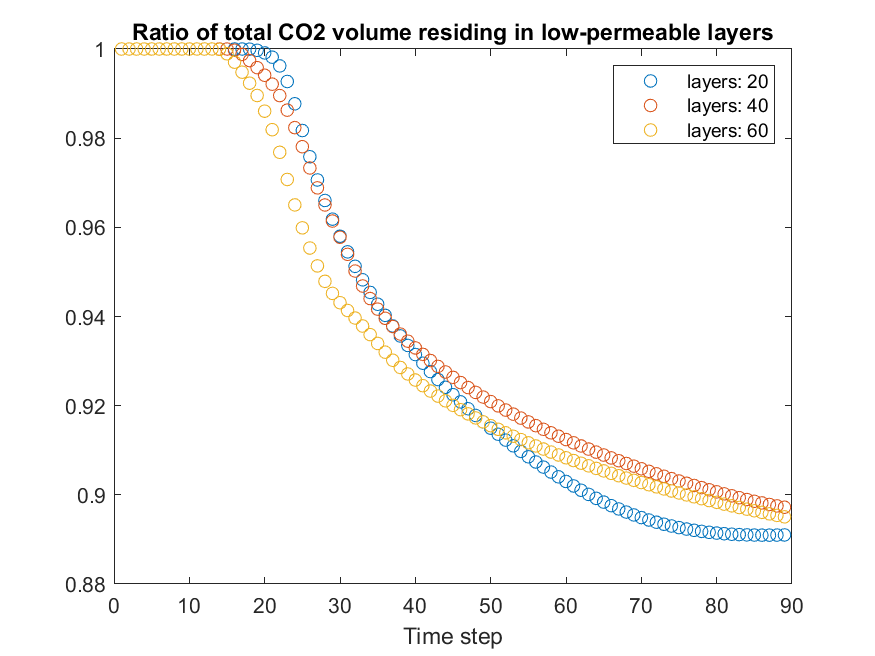 Ratio of total CO2 volume residing in low-permeable layers
1
0.98
0.96
0.94
0.92
0.9
0.88
layers: 20
layers: 40
layers: 60
0 10 20 30 40 50 60 70 80 90
Time step